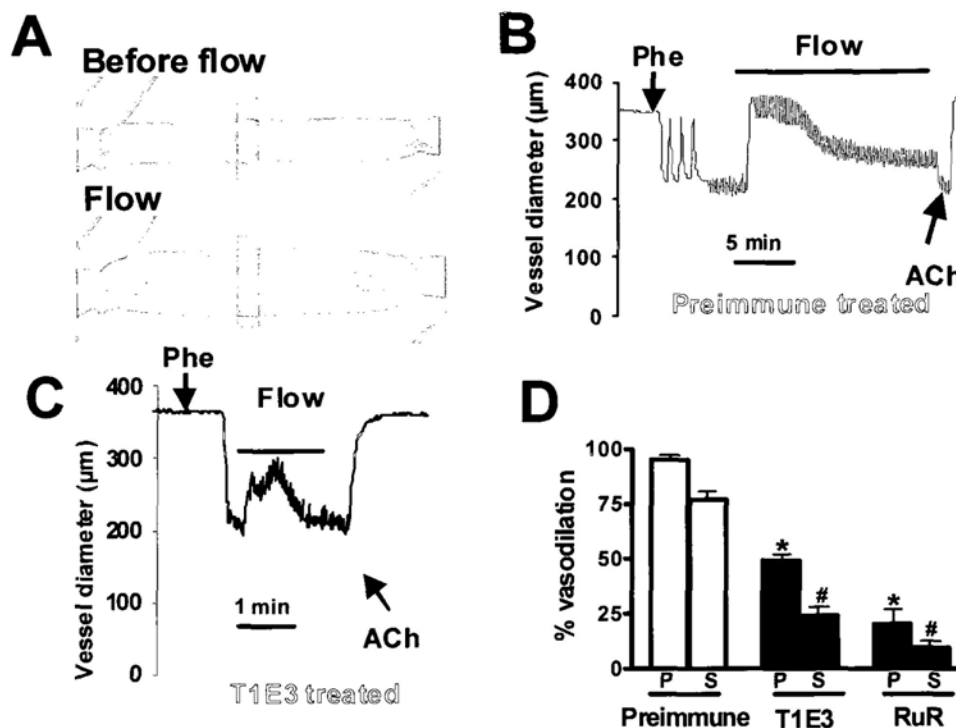 A
Before flow
Flow
B
Phe
Flow
Vessel diameter (µm)
400
300
200
100
0
5 min
ACh
Preimmune treated
C
Phe
Flow
Vessel diameter (µm)
400
300
200
100
0
1 min
ACh
T1E3 treated
D
% vasodilation
100
75
50
25
0
*
#
*
#
P S P S P S
Preimmune T1E3 RuR